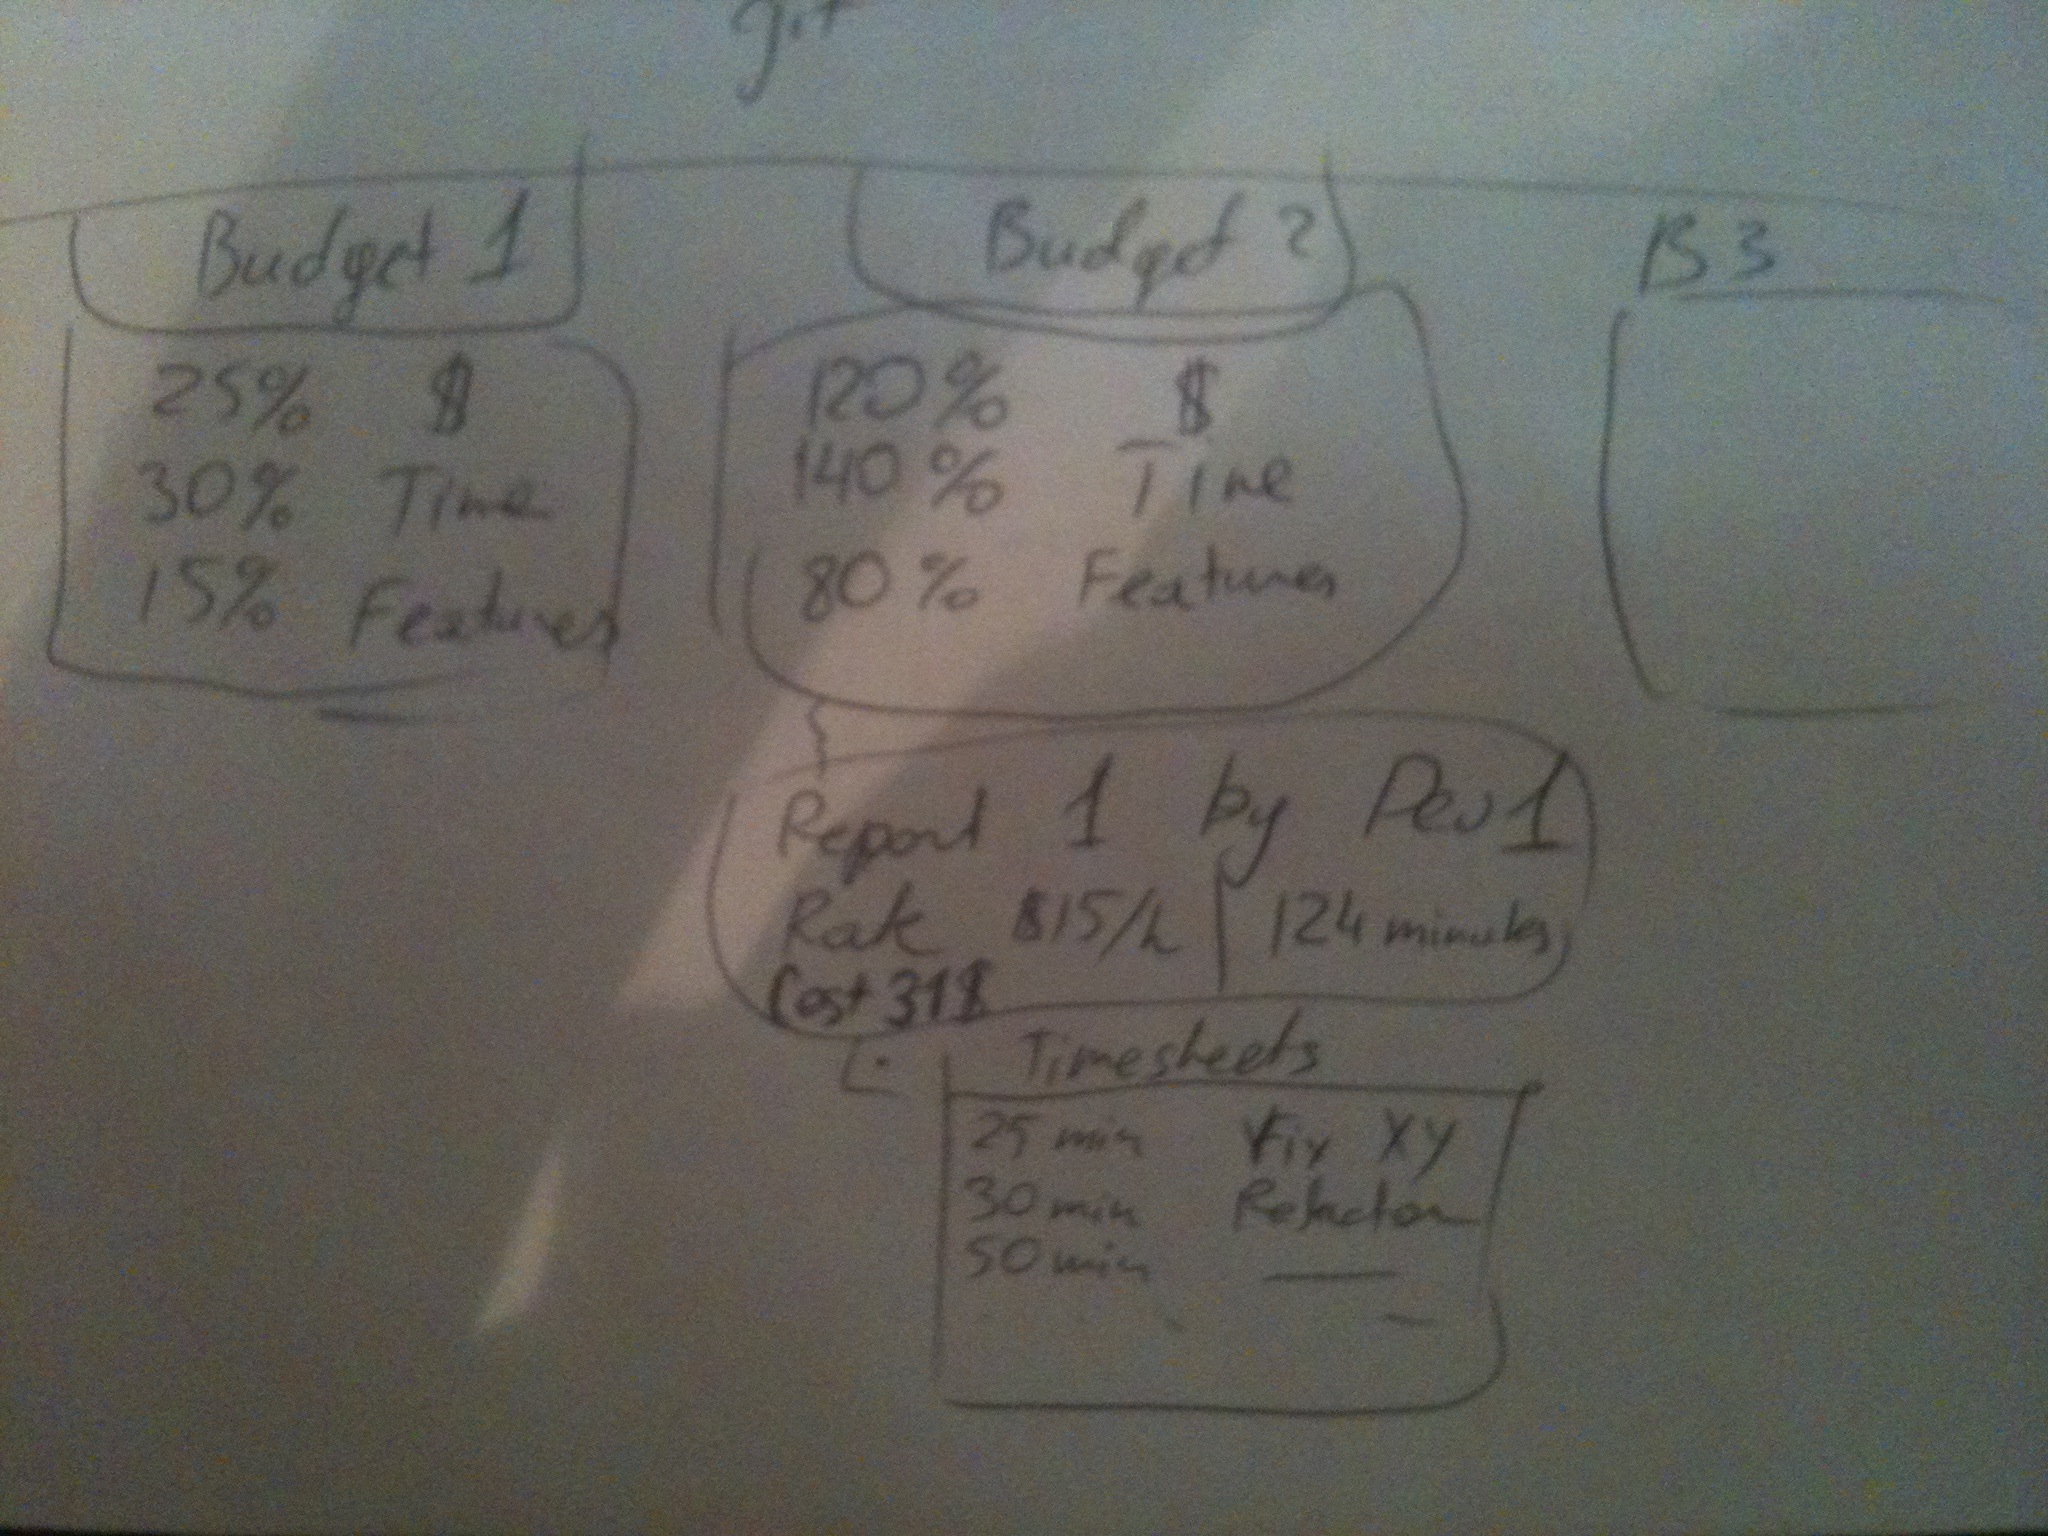 git
Budget 1
Budget 2
B3
25% $
30% Time
15% Features
120% $
140% Time
80% Features
Report 1 by Dev 1
Rate $15/h | 124 minutes
Cost 31$
Timesheets
25 min Fix XY
30 min Refactor
50 min